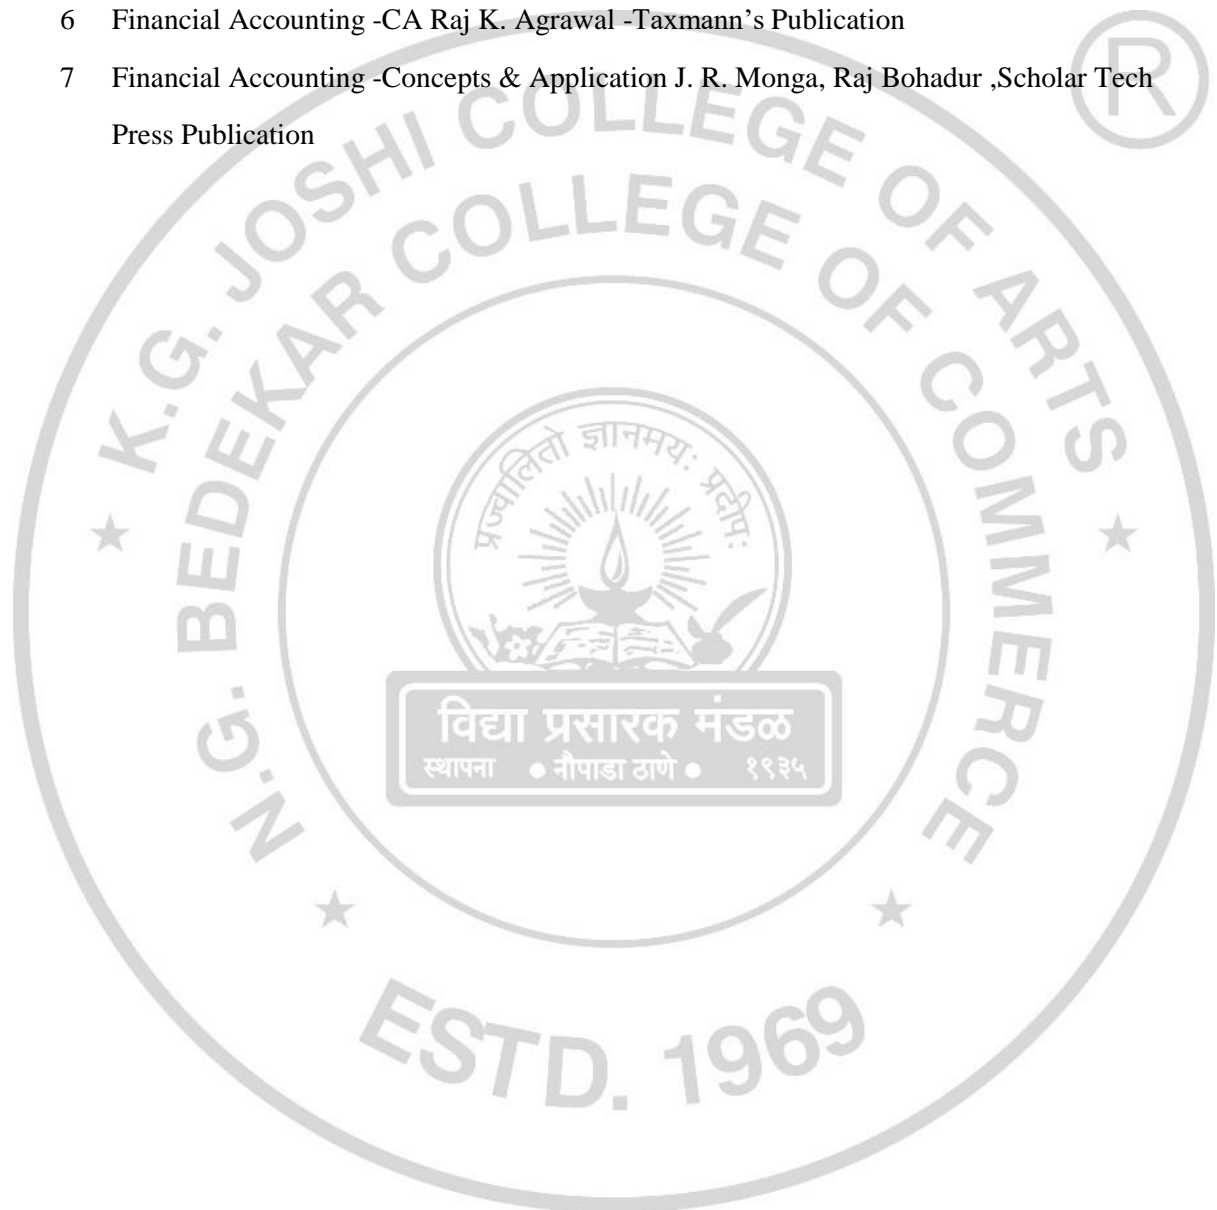 6 Financial Accounting -CA Raj K. Agrawal -Taxmann’s Publication
7 Financial Accounting -Concepts & Application J. R. Monga, Raj Bohadur ,Scholar Tech
Press Publication
®
K.G. JOSHI COLLEGE OF ARTS
N.G. BEDEKAR COLLEGE OF COMMERCE
प्रज्वालितो ज्ञानमयः प्रदीपः
विद्या प्रसारक मंडळ
स्थापना ● नौपाडा ठाणे ● १९३५
ESTD. 1969